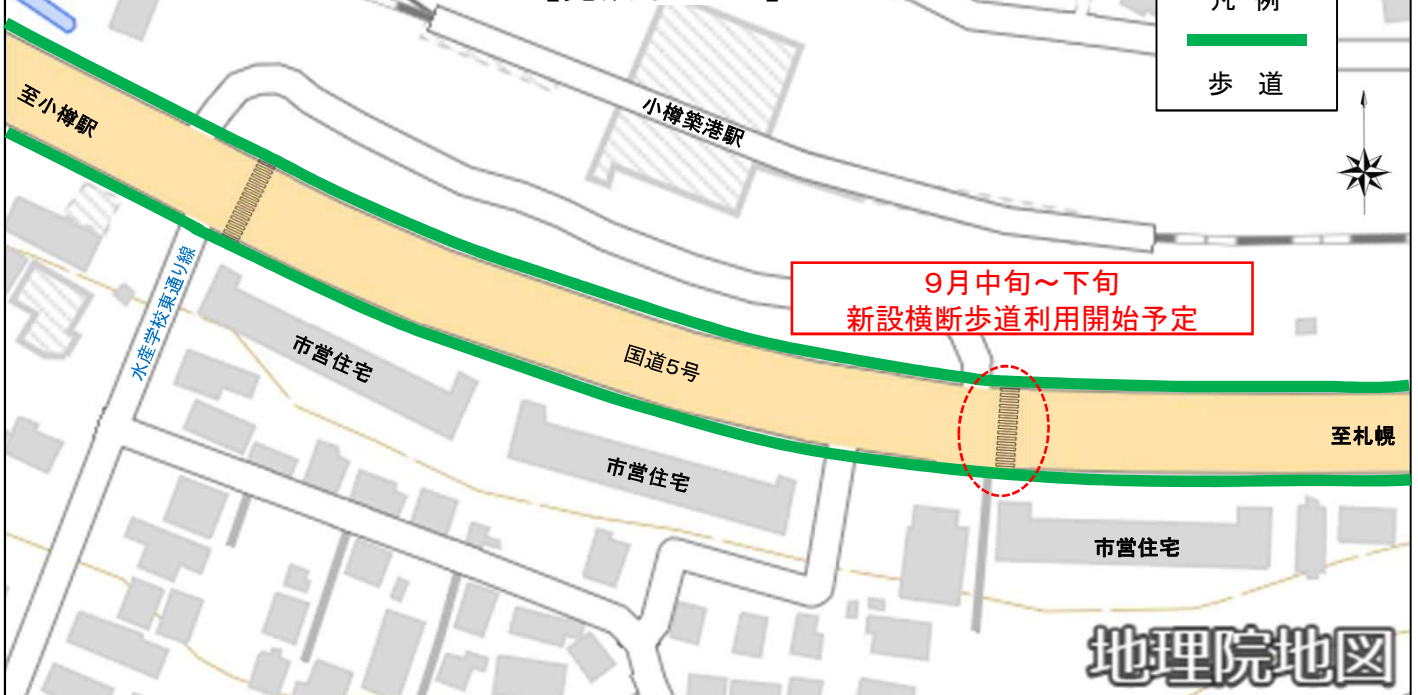 凡 例
歩 道
至小樽駅
小樽築港駅
水産学校東通り線
9月中旬～下旬
新設横断歩道利用開始予定
市営住宅
国道5号
至札幌
市営住宅
市営住宅
地理院地図